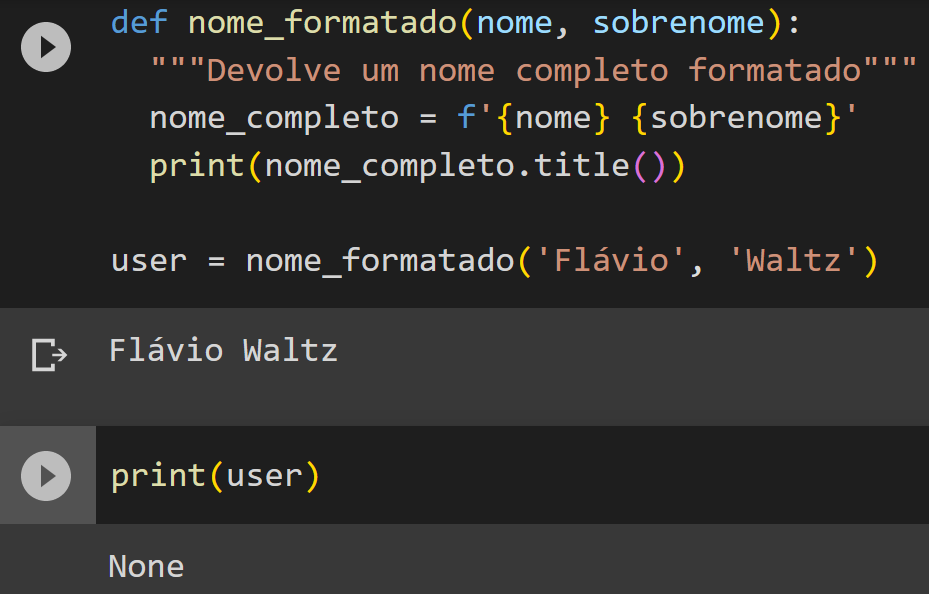 def nome_formatado(nome, sobrenome):
  """Devolve um nome completo formatado"""
  nome_completo = f'{nome} {sobrenome}'
  print(nome_completo.title())
user = nome_formatado('Flávio', 'Waltz')
Flávio Waltz
print(user)
None